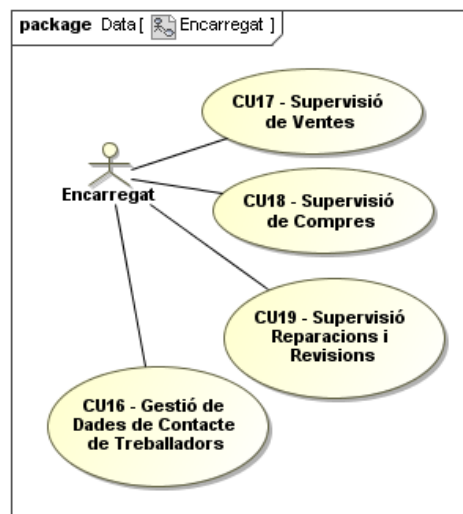 package Data [ Encarregat ]
CU17 - Supervisió
de Ventes
Encarregat
CU18 - Supervisió
de Compres
CU19 - Supervisió
Reparacions i
Revisions
CU16 - Gestió de
Dades de Contacte
de Treballadors